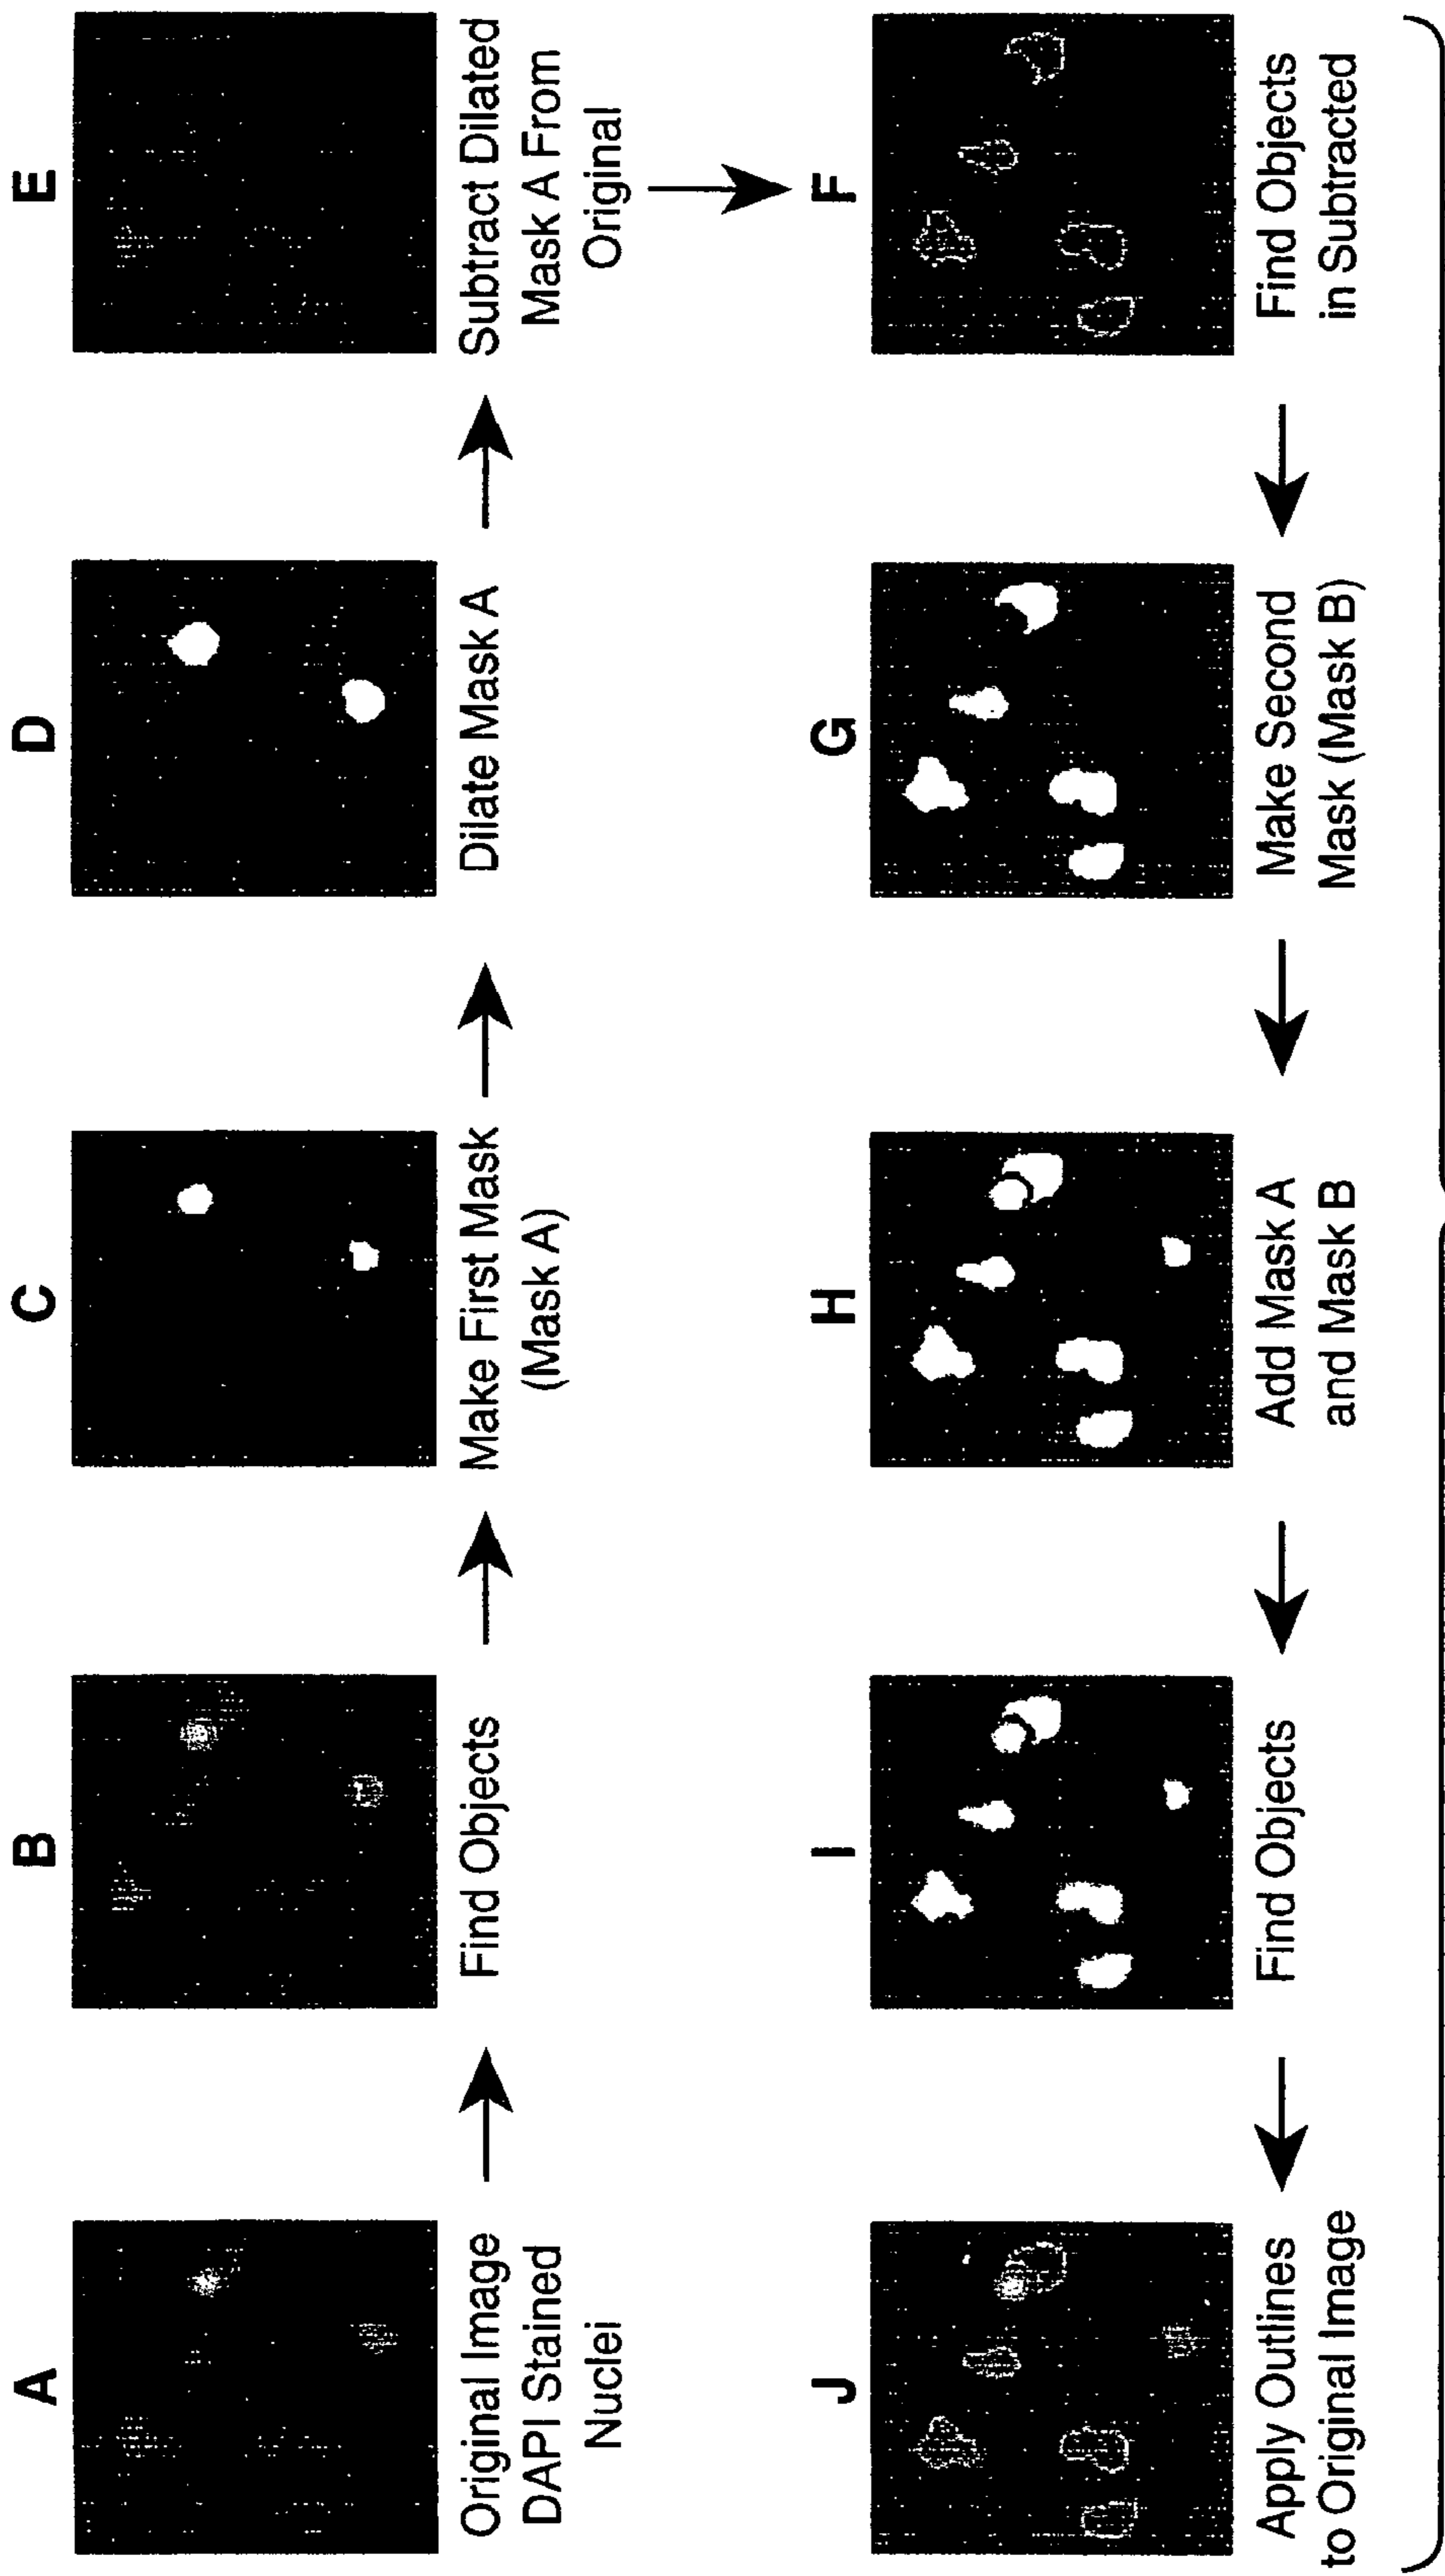 A
Original Image
DAPI Stained
Nuclei
B
Find Objects
C
Make First Mask
(Mask A)
D
Dilate Mask A
E
Subtract Dilated
Mask A From
Original
F
Find Objects
in Subtracted
G
Make Second
Mask (Mask B)
H
Add Mask A
and Mask B
I
Find Objects
J
Apply Outlines
to Original Image